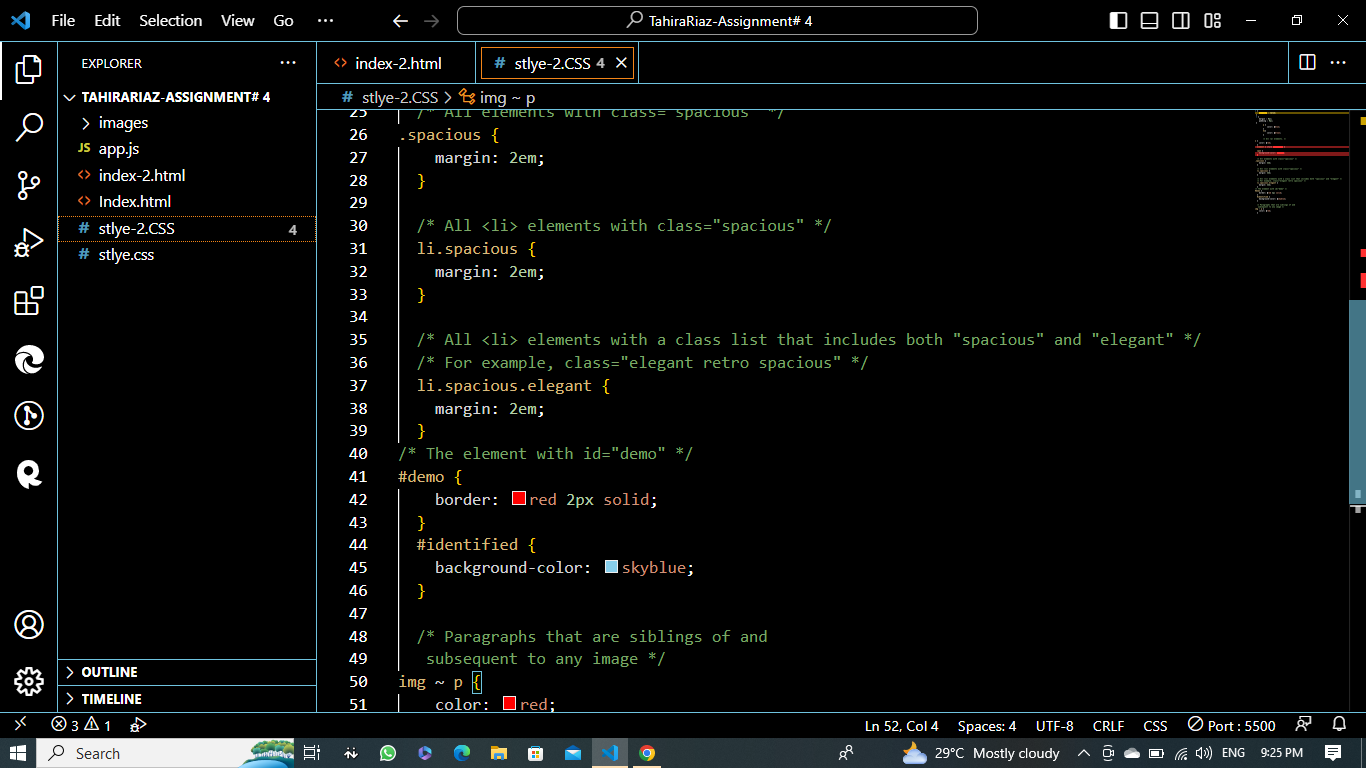 File Edit Selection View Go ··· TahiraRiaz-Assignment# 4
EXPLORER ···
TAHIRARIAZ-ASSIGNMENT# 4
images
JS app.js
<> index-2.html
<> Index.html
# stlye-2.CSS 4
# stlye.css
OUTLINE
TIMELINE
<> index-2.html # stlye-2.CSS 4 ×
# stlye-2.CSS > img ~ p
25 /* All elements with class="spacious" */
26 .spacious {
27 margin: 2em;
28 }
29
30 /* All <li> elements with class="spacious" */
31 li.spacious {
32 margin: 2em;
33 }
34
35 /* All <li> elements with a class list that includes both "spacious" and "elegant" */
36 /* For example, class="elegant retro spacious" */
37 li.spacious.elegant {
38 margin: 2em;
39 }
40 /* The element with id="demo" */
41 #demo {
42 border: red 2px solid;
43 }
44 #identified {
45 background-color: skyblue;
46 }
47
48 /* Paragraphs that are siblings of and
49 subsequent to any image */
50 img ~ p {
51 color: red;
3 1 Ln 52, Col 4 Spaces: 4 UTF-8 CRLF CSS Port : 5500
Search 29°C Mostly cloudy ENG 9:25 PM